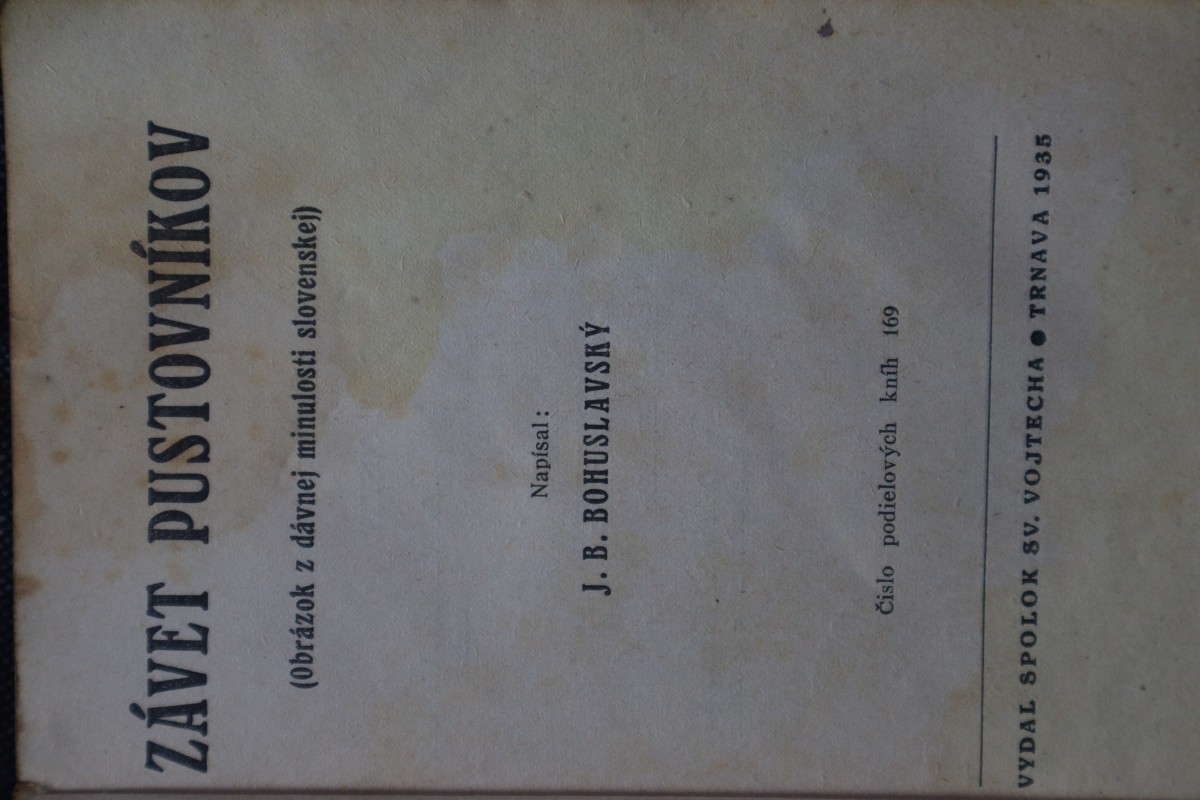 ZÁVET PUSTOVNÍKOV
(Obrázok z dávnej minulosti slovenskej)
Napísal:
J. B. BOHUSLAVSKÝ
Číslo podielových kníh 169
VYDAL SPOLOK SV. VOJTECHA ● TRNAVA 1935